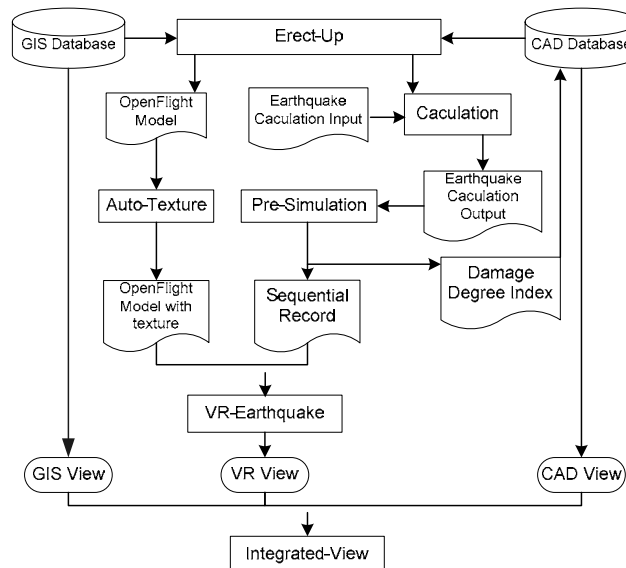 GIS Database
Erect-Up
CAD Database
OpenFlight
Model
Earthquake
Caculation Input
Caculation
Auto-Texture
Pre-Simulation
Earthquake
Caculation
Output
OpenFlight
Model with
texture
Sequential
Record
Damage
Degree Index
VR-Earthquake
GIS View
VR View
CAD View
Integrated-View